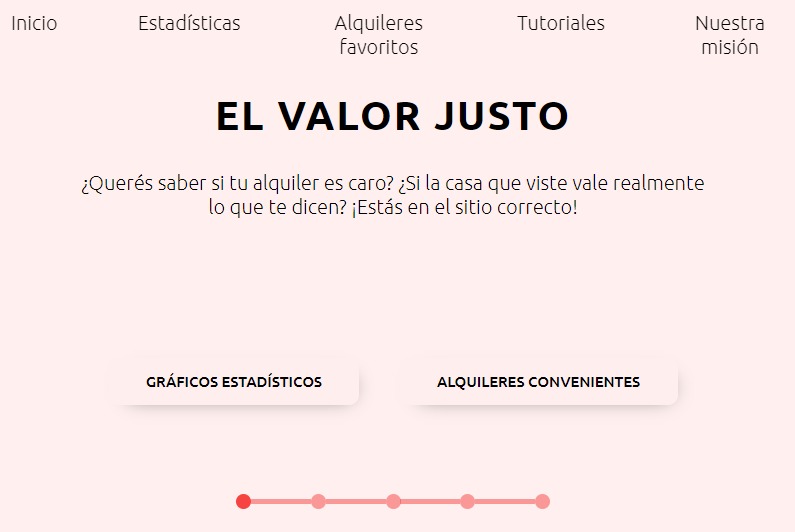 Inicio
Estadísticas
Alquileres
favoritos
Tutoriales
Nuestra
misión
EL VALOR JUSTO
¿Querés saber si tu alquiler es caro? ¿Si la casa que viste vale realmente
lo que te dicen? ¡Estás en el sitio correcto!
GRÁFICOS ESTADÍSTICOS
ALQUILERES CONVENIENTES